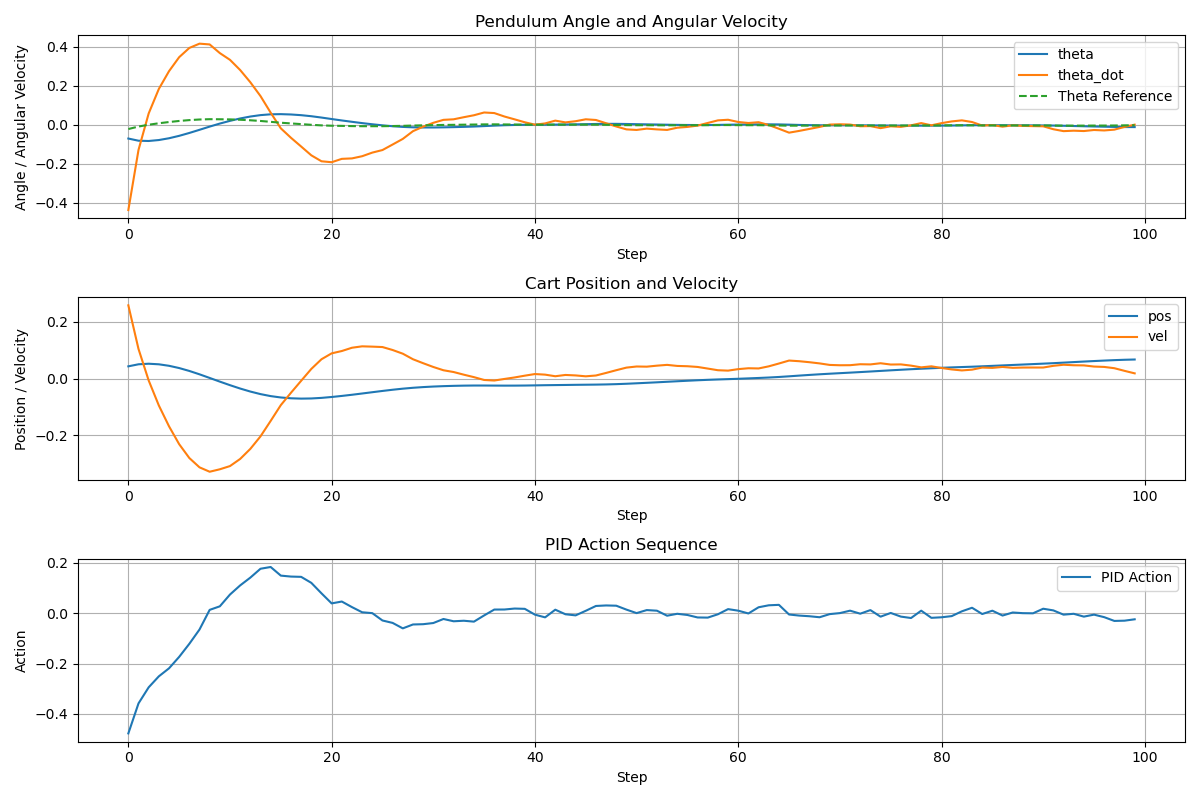 Pendulum Angle and Angular Velocity
Angle / Angular Velocity
0.4
0.2
0.0
−0.2
−0.4
theta
theta_dot
Theta Reference
0 20 40 60 80 100
Step
Cart Position and Velocity
Position / Velocity
0.2
0.0
−0.2
pos
vel
0 20 40 60 80 100
Step
PID Action Sequence
Action
0.2
0.0
−0.2
−0.4
PID Action
0 20 40 60 80 100
Step